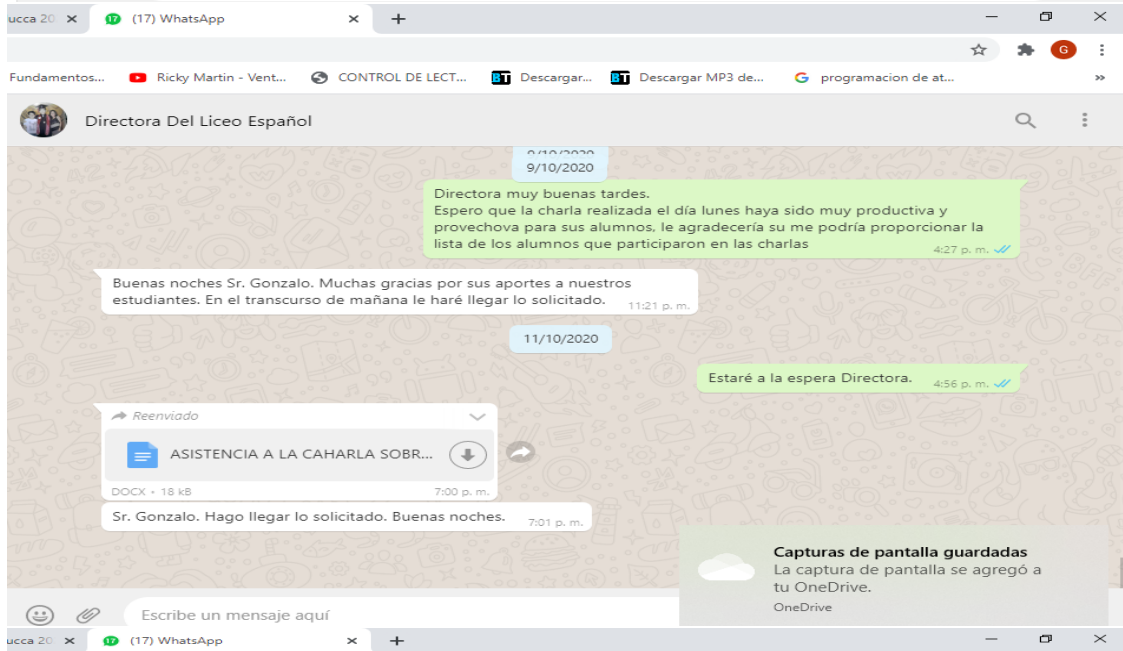 ucca 20
(17) WhatsApp
G
Fundamentos...
Ricky Martin - Vent...
CONTROL DE LECT...
BT Descargar...
BT Descargar MP3 de...
G programacion de at...
»
Directora Del Liceo Español
9/10/2020
9/10/2020
Directora muy buenas tardes.
Espero que la charla realizada el día lunes haya sido muy productiva y
provechova para sus alumnos, le agradecería su me podría proporcionar la
lista de los alumnos que participaron en las charlas
4:27 p. m.
Buenas noches Sr. Gonzalo. Muchas gracias por sus aportes a nuestros
estudiantes. En el transcurso de mañana le haré llegar lo solicitado.
11:21 p. m.
11/10/2020
Estaré a la espera Directora.
4:56 p. m.
Reenviado
ASISTENCIA A LA CAHARLA SOBR...
DOCX • 18 kB
7:00 p. m.
Sr. Gonzalo. Hago llegar lo solicitado. Buenas noches.
7:01 p. m.
Capturas de pantalla guardadas
La captura de pantalla se agregó a
tu OneDrive.
OneDrive
Escribe un mensaje aquí
ucca 20
17 (17) WhatsApp